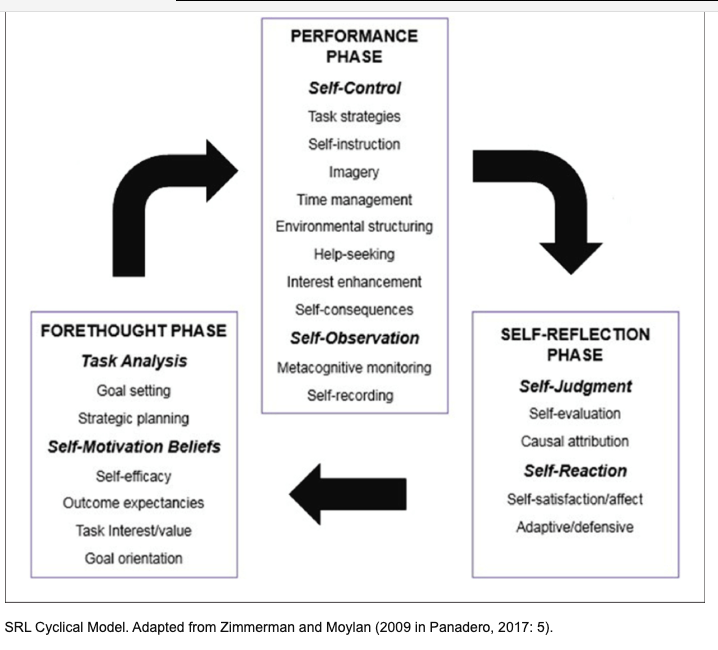 PERFORMANCE
PHASE
Self-Control
Task strategies
Self-instruction
Imagery
Time management
Environmental structuring
Help-seeking
Interest enhancement
Self-consequences
Self-Observation
Metacognitive monitoring
Self-recording
FORETHOUGHT PHASE
Task Analysis
Goal setting
Strategic planning
Self-Motivation Beliefs
Self-efficacy
Outcome expectancies
Task Interest/value
Goal orientation
SELF-REFLECTION
PHASE
Self-Judgment
Self-evaluation
Causal attribution
Self-Reaction
Self-satisfaction/affect
Adaptive/defensive
SRL Cyclical Model. Adapted from Zimmerman and Moylan (2009 in Panadero, 2017: 5).